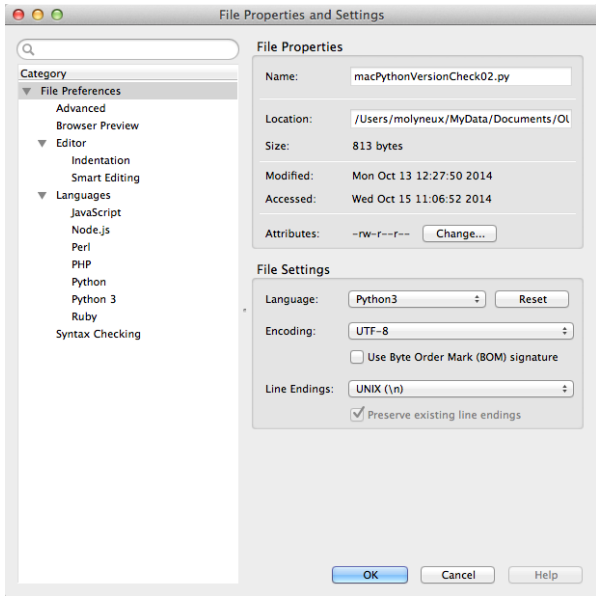 File Properties and Settings
Category
File Preferences
Advanced
Browser Preview
Editor
Indentation
Smart Editing
Languages
JavaScript
Node.js
Perl
PHP
Python
Python 3
Ruby
Syntax Checking
File Properties
Name: macPythonVersionCheck02.py
Location: /Users/molyneux/MyData/Documents/OU
Size: 813 bytes
Modified: Mon Oct 13 12:27:50 2014
Accessed: Wed Oct 15 11:06:52 2014
Attributes: -rw-r--r-- Change...
File Settings
Language: Python3 Reset
Encoding: UTF-8
Use Byte Order Mark (BOM) signature
Line Endings: UNIX (\n)
Preserve existing line endings
OK Cancel Help